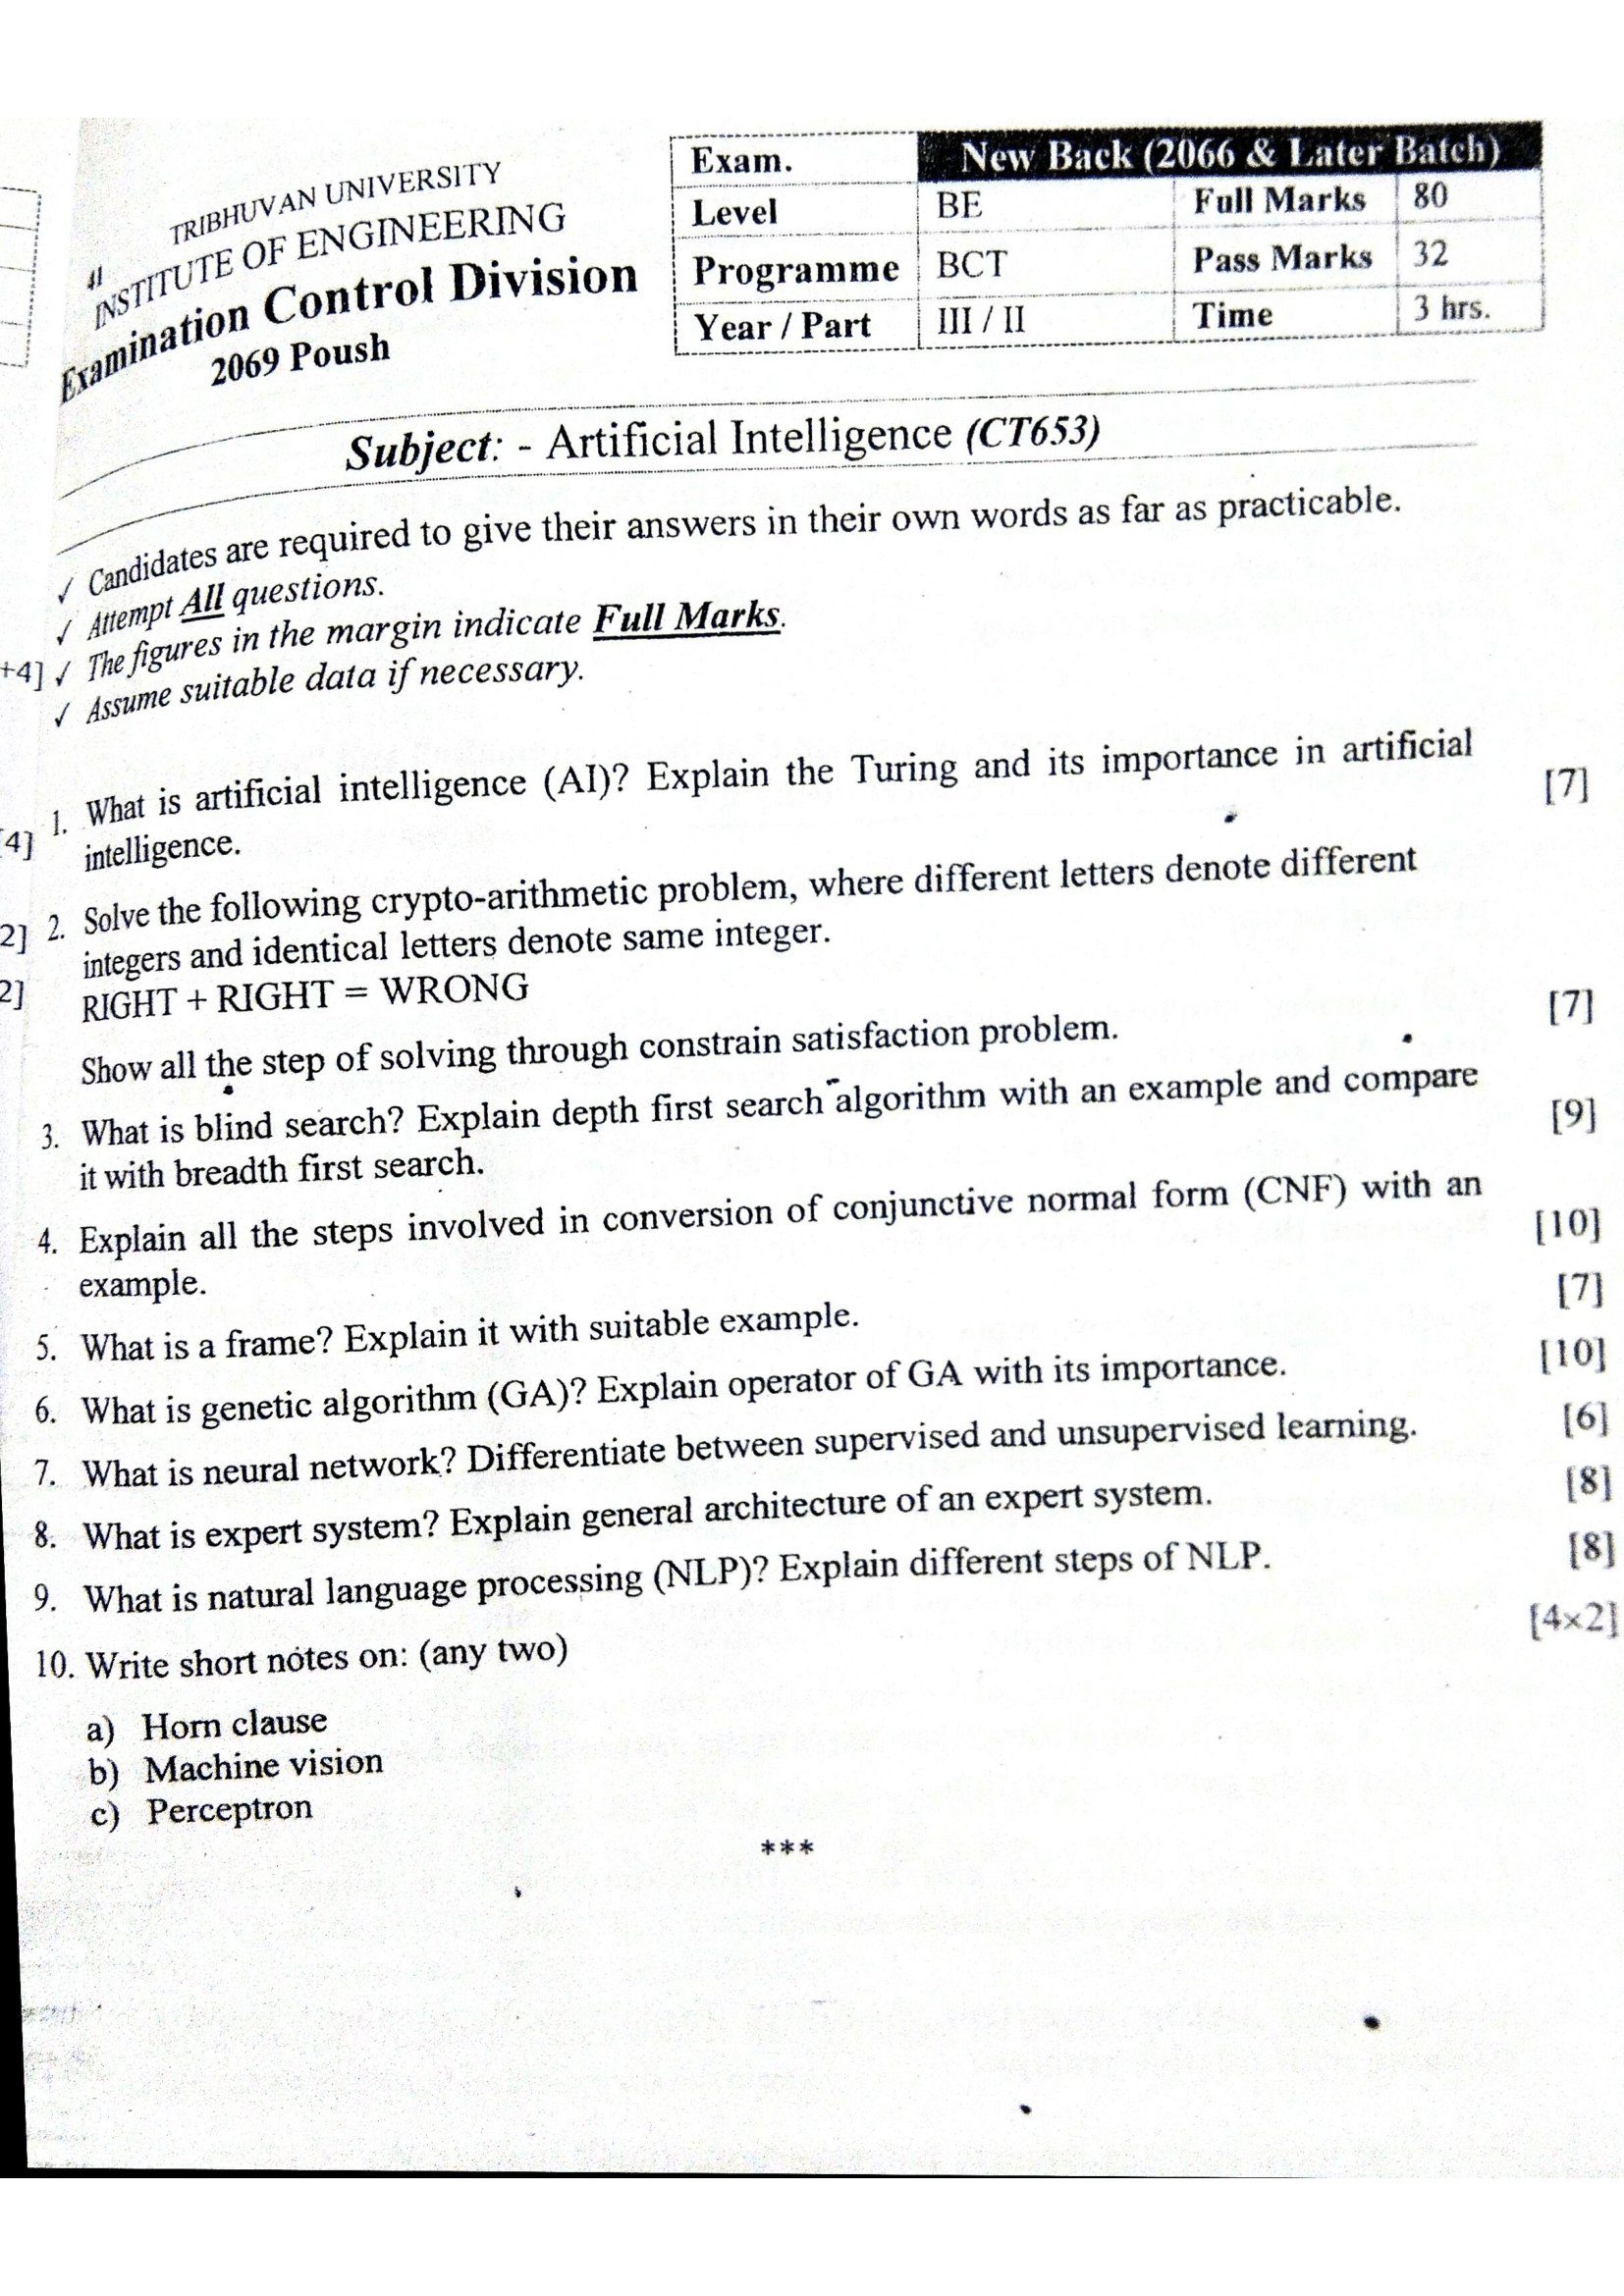 41
TRIBHUVAN UNIVERSITY
INSTITUTE OF ENGINEERING
Examination Control Division
2069 Poush
Exam. New Back (2066 & Later Batch)
Level BE Full Marks 80
Programme BCT Pass Marks 32
Year / Part III / II Time 3 hrs.
Subject: - Artificial Intelligence (CT653)
✓ Candidates are required to give their answers in their own words as far as practicable.
✓ Attempt All questions.
✓ The figures in the margin indicate Full Marks.
✓ Assume suitable data if necessary.
+4]
4]
2]
2]
1. What is artificial intelligence (AI)? Explain the Turing and its importance in artificial
intelligence. [7]
2. Solve the following crypto-arithmetic problem, where different letters denote different
integers and identical letters denote same integer.
RIGHT + RIGHT = WRONG
Show all the step of solving through constrain satisfaction problem. [7]
3. What is blind search? Explain depth first search algorithm with an example and compare
it with breadth first search. [9]
4. Explain all the steps involved in conversion of conjunctive normal form (CNF) with an
example. [10]
5. What is a frame? Explain it with suitable example. [7]
6. What is genetic algorithm (GA)? Explain operator of GA with its importance. [10]
7. What is neural network? Differentiate between supervised and unsupervised learning. [6]
8. What is expert system? Explain general architecture of an expert system. [8]
9. What is natural language processing (NLP)? Explain different steps of NLP. [8]
10. Write short notes on: (any two) [4×2]
a) Horn clause
b) Machine vision
c) Perceptron
***